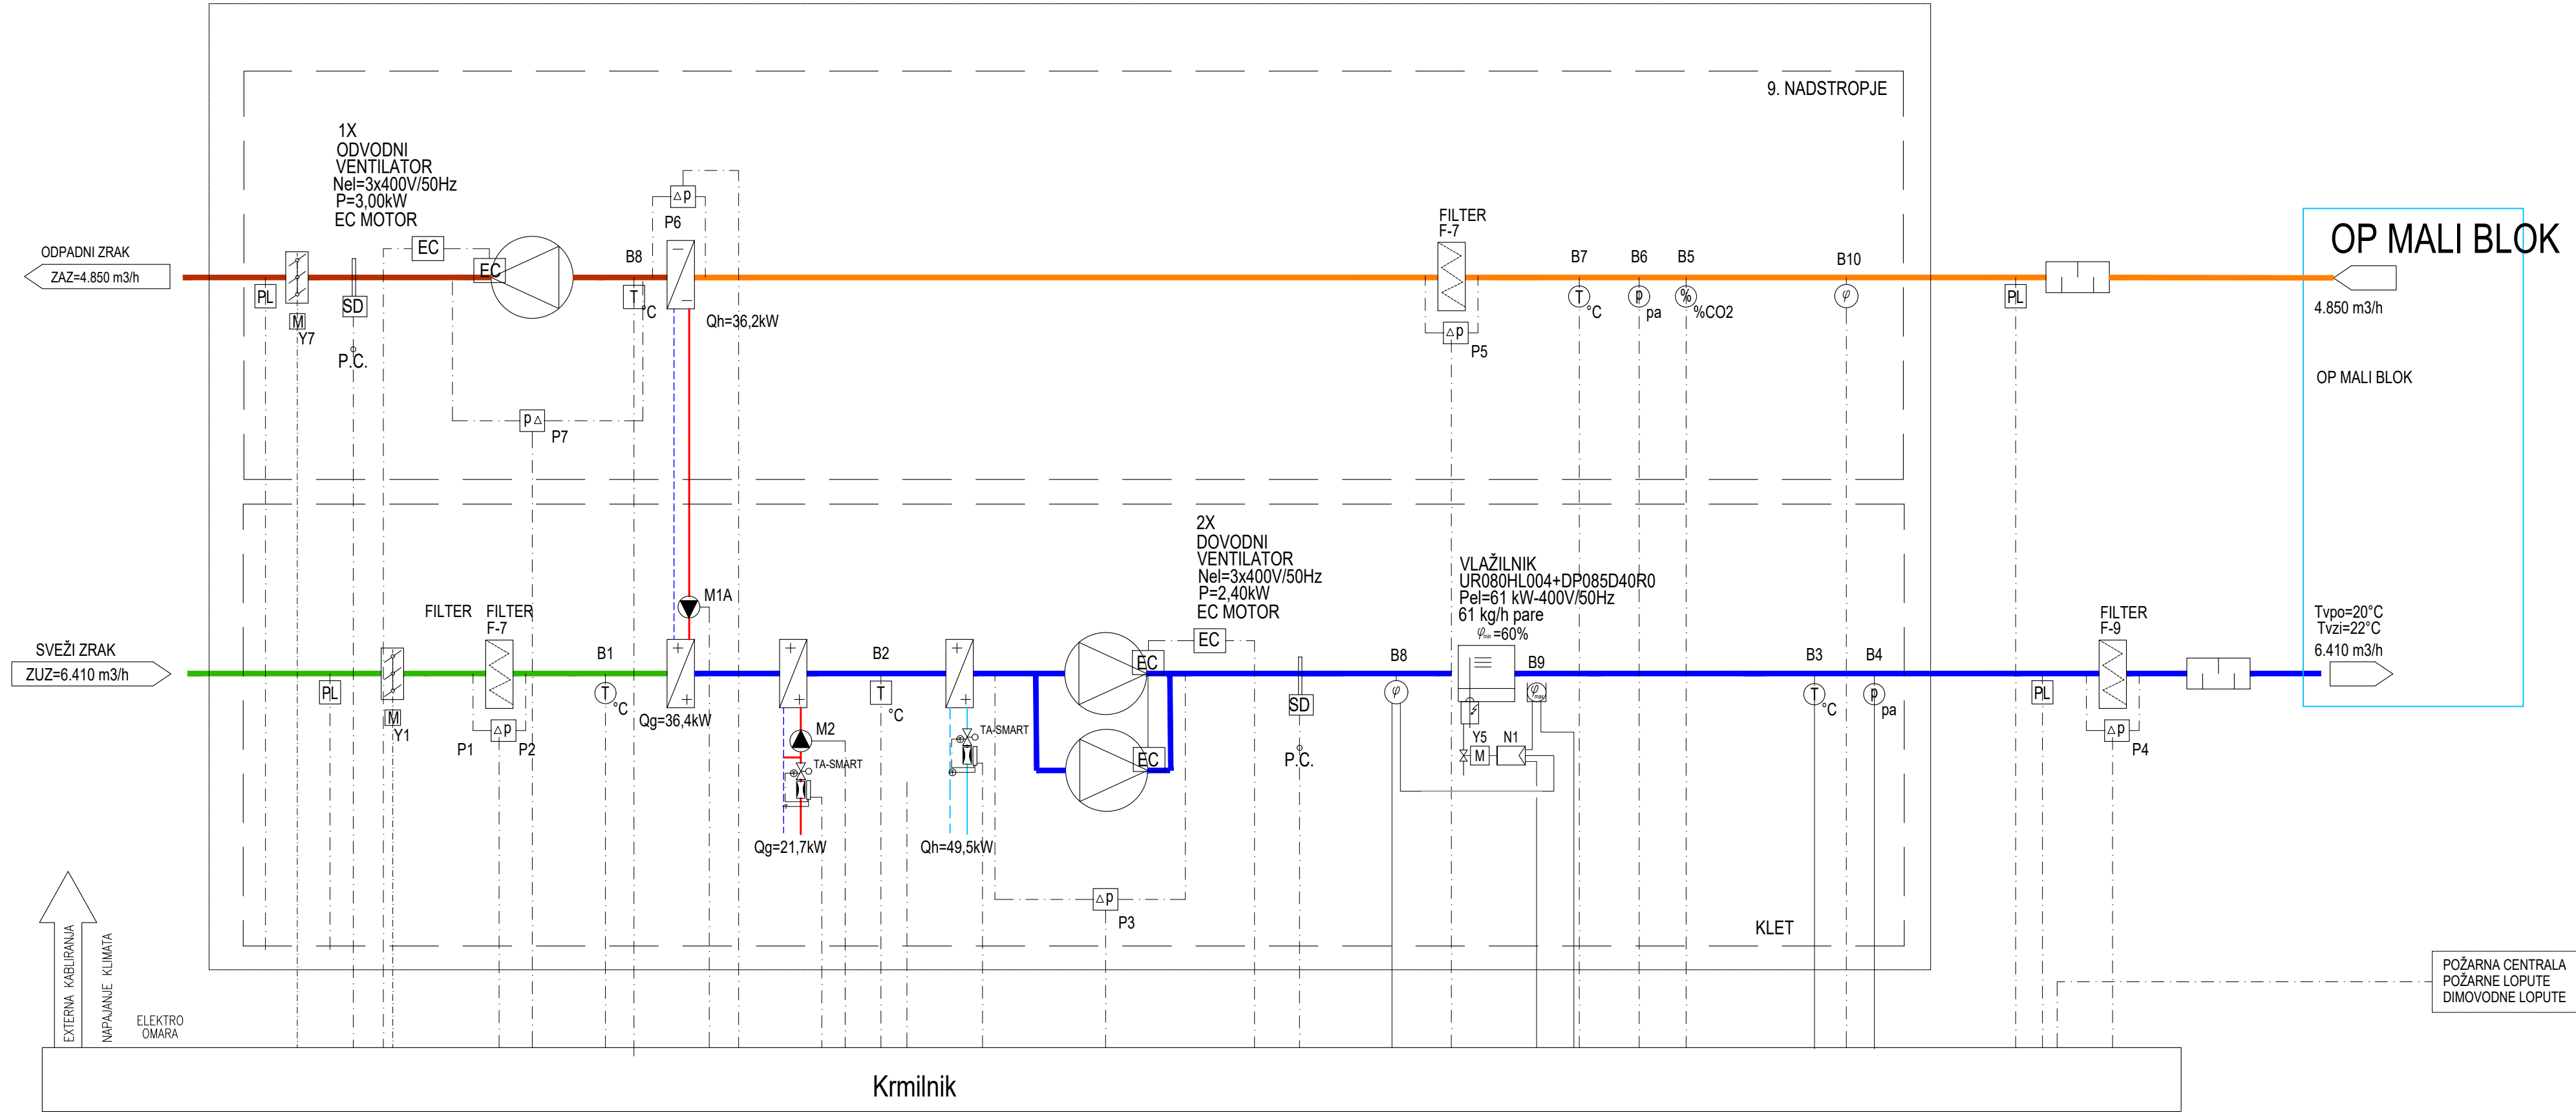 9. NADSTROPJE
1X
ODVODNI
VENTILATOR
Nel=3x400V/50Hz
P=3,00kW
EC MOTOR
EC
EC
ODPADNI ZRAK
ZAZ=4.850 m3/h
PL
M
Y7
SD
P.C.
B8
T
°C
△p
P6
Qh=36,2kW
p△
P7
FILTER
F-7
△p
P5
B7
T
°C
B6
p
pa
B5
%
%CO2
B10
φ
PL
OP MALI BLOK
4.850 m3/h
OP MALI BLOK
SVEŽI ZRAK
ZUZ=6.410 m3/h
PL
M
Y1
FILTER
FILTER
F-7
P1
△p
P2
B1
T
°C
M1A
Qg=36,4kW
M2
TA-SMART
Qg=21,7kW
B2
T
°C
TA-SMART
Qh=49,5kW
2X
DOVODNI
VENTILATOR
Nel=3x400V/50Hz
P=2,40kW
EC MOTOR
EC
EC
EC
△p
P3
SD
P.C.
B8
φ
VLAŽILNIK
UR080HL004+DP085D40R0
Pel=61 kW-400V/50Hz
61 kg/h pare
φmin=60%
B9
φmax
Y5
M
N1
B3
T
°C
B4
p
pa
PL
FILTER
F-9
△p
P4
Tvpo=20°C
Tvzi=22°C
6.410 m3/h
KLET
EXTERNA KABLIRANJA
NAPAJANJE KLIMATA
ELEKTRO
OMARA
POŽARNA CENTRALA
POŽARNE LOPUTE
DIMOVODNE LOPUTE
Krmilnik